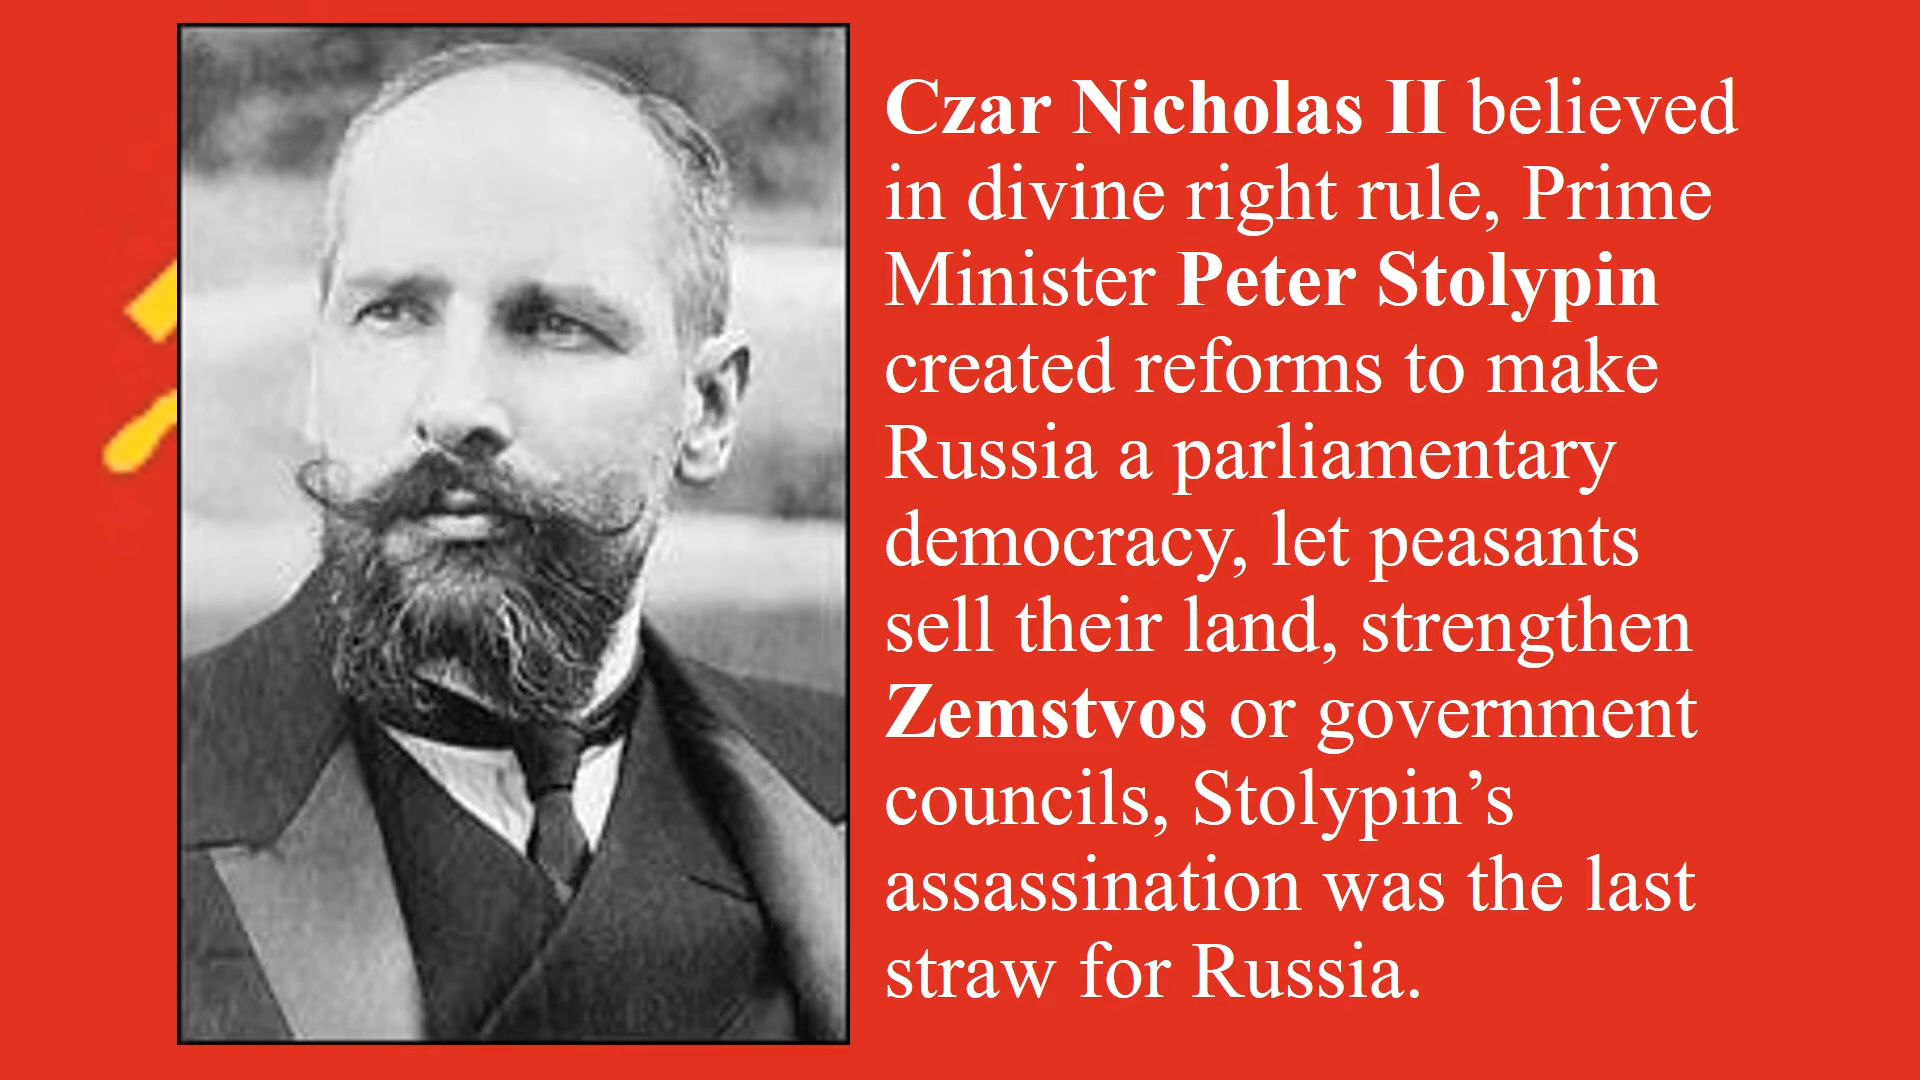 Czar Nicholas II believed
in divine right rule, Prime
Minister Peter Stolypin
created reforms to make
Russia a parliamentary
democracy, let peasants
sell their land, strengthen
Zemstvos or government
councils, Stolypin’s
assassination was the last
straw for Russia.